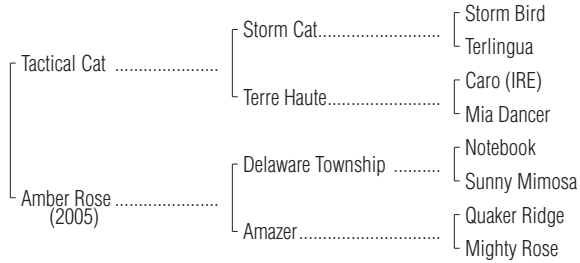 Storm Bird
Storm Cat
Terlingua
Tactical Cat
Caro (IRE)
Terre Haute
Mia Dancer
Notebook
Delaware Township
Sunny Mimosa
Amber Rose
(2005)
Quaker Ridge
Amazer
Mighty Rose